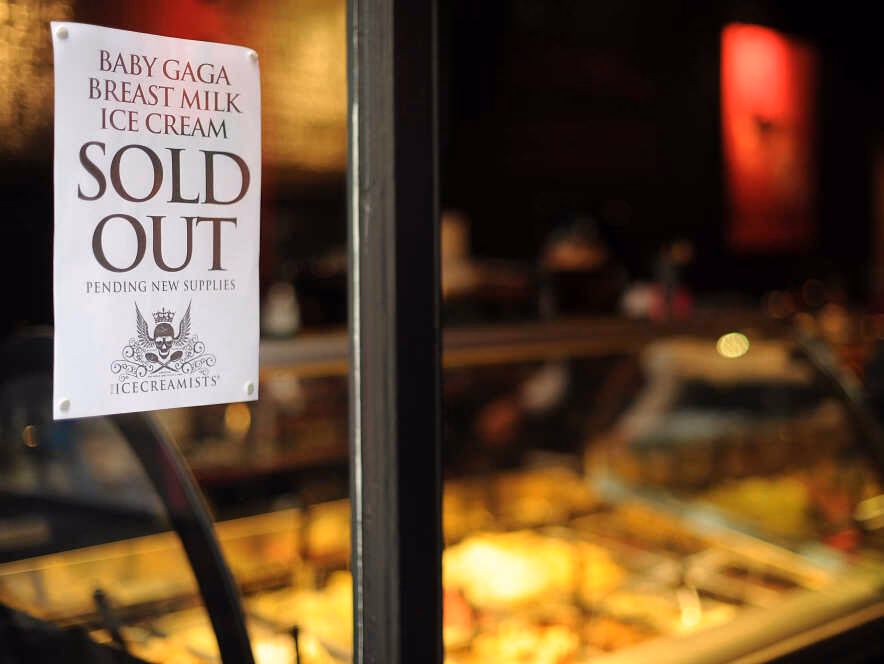 BABY GAGA
BREAST MILK
ICE CREAM
SOLD
OUT
PENDING NEW SUPPLIES
THE ICECREAMISTS